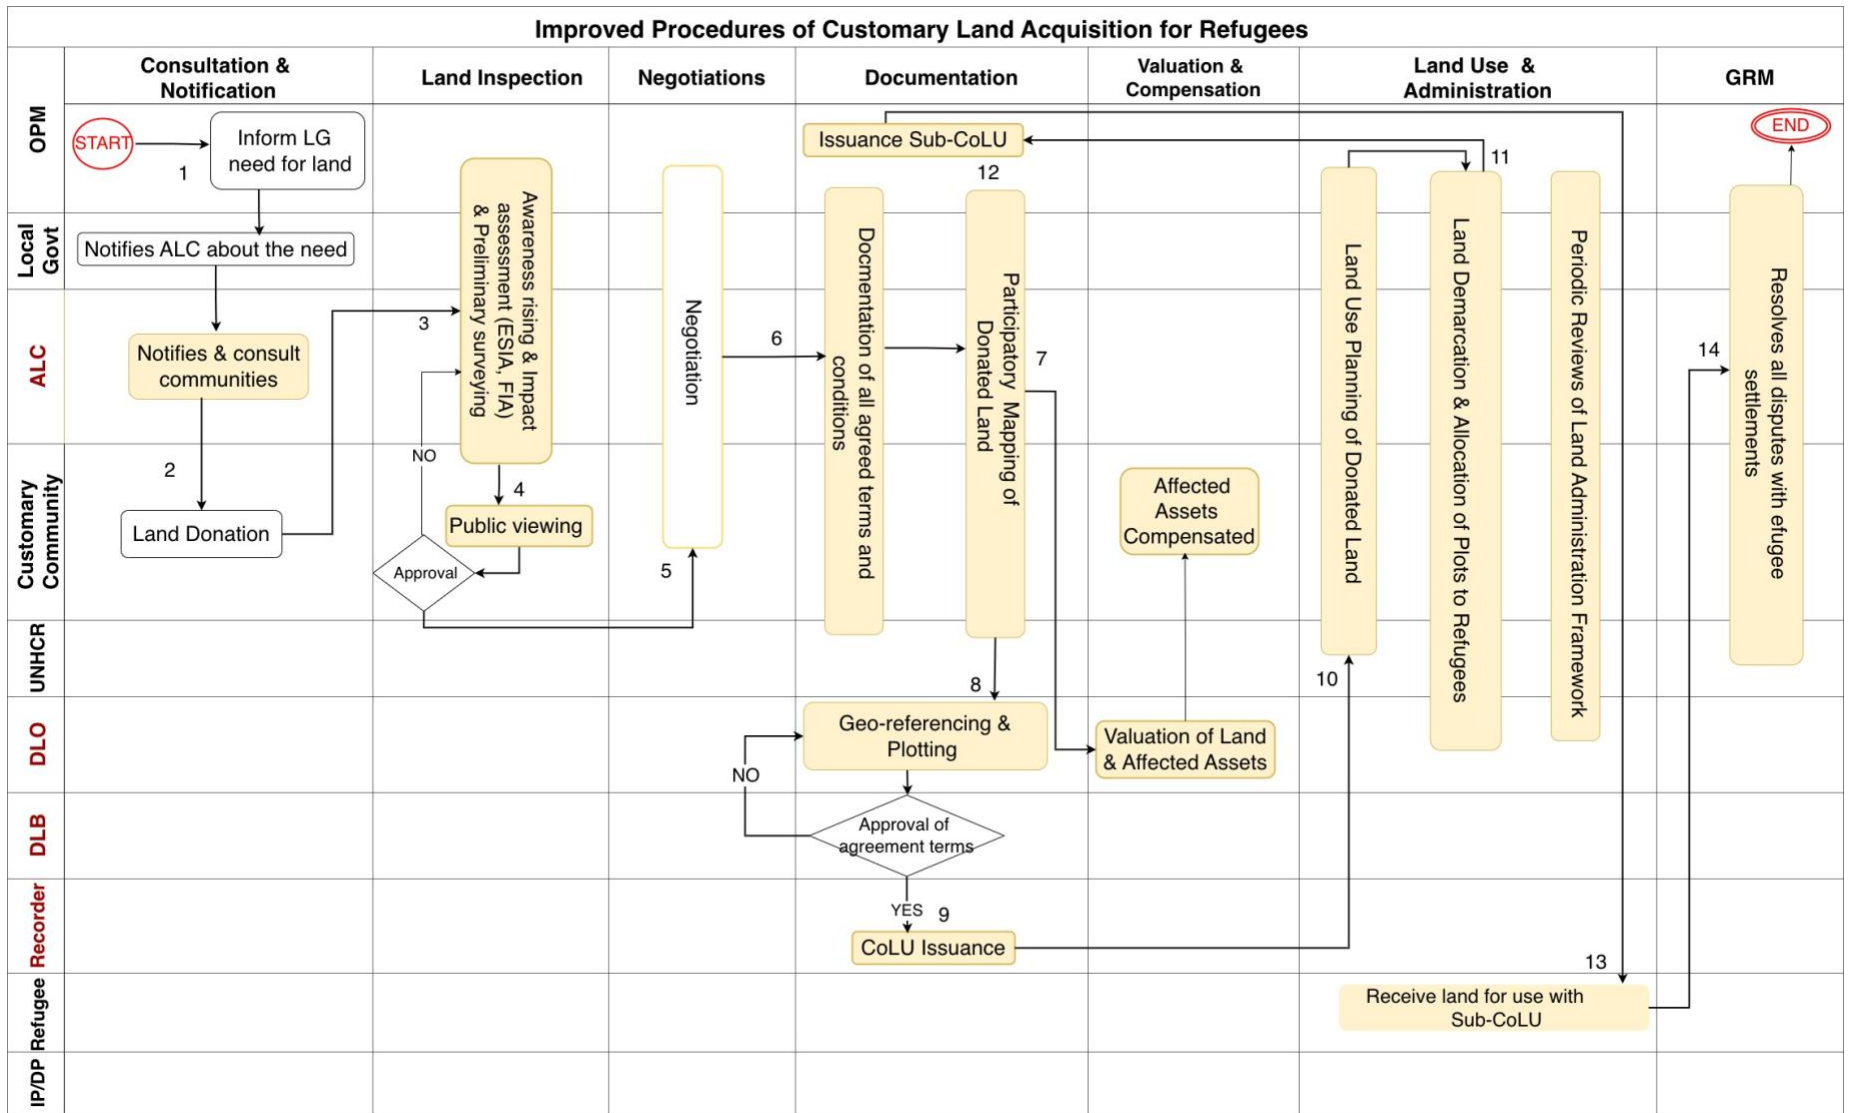 Improved Procedures of Customary Land Acquisition for Refugees
Consultation &
Notification
Land Inspection
Negotiations
Documentation
Valuation &
Compensation
Land Use &
Administration
GRM
OPM
START
1
Inform LG
need for land
Issuance Sub-CoLU
12
11
END
Local
Govt
Notifies ALC about the need
Awareness rising & Impact
assessment (ESIA, FIA)
& Preliminary surveying
Negotiation
Docmentation of all agreed terms and
conditions
Participatory Mapping of
Donated Land
Land Use Planning of Donated Land
Land Demarcation & Allocation of Plots to Refugees
Periodic Reviews of Land Administration Framework
Resolves all disputes with efugee
settlements
ALC
Notifies & consult
communities
3
6
7
14
NO
Customary
Community
2
Land Donation
4
Public viewing
Approval
5
Affected
Assets
Compensated
UNHCR
8
10
DLO
Geo-referencing &
Plotting
NO
Valuation of Land
& Affected Assets
DLB
Approval of
agreement terms
Recorder
YES
9
CoLU Issuance
13
Refugee
Receive land for use with
Sub-CoLU
IP/DP